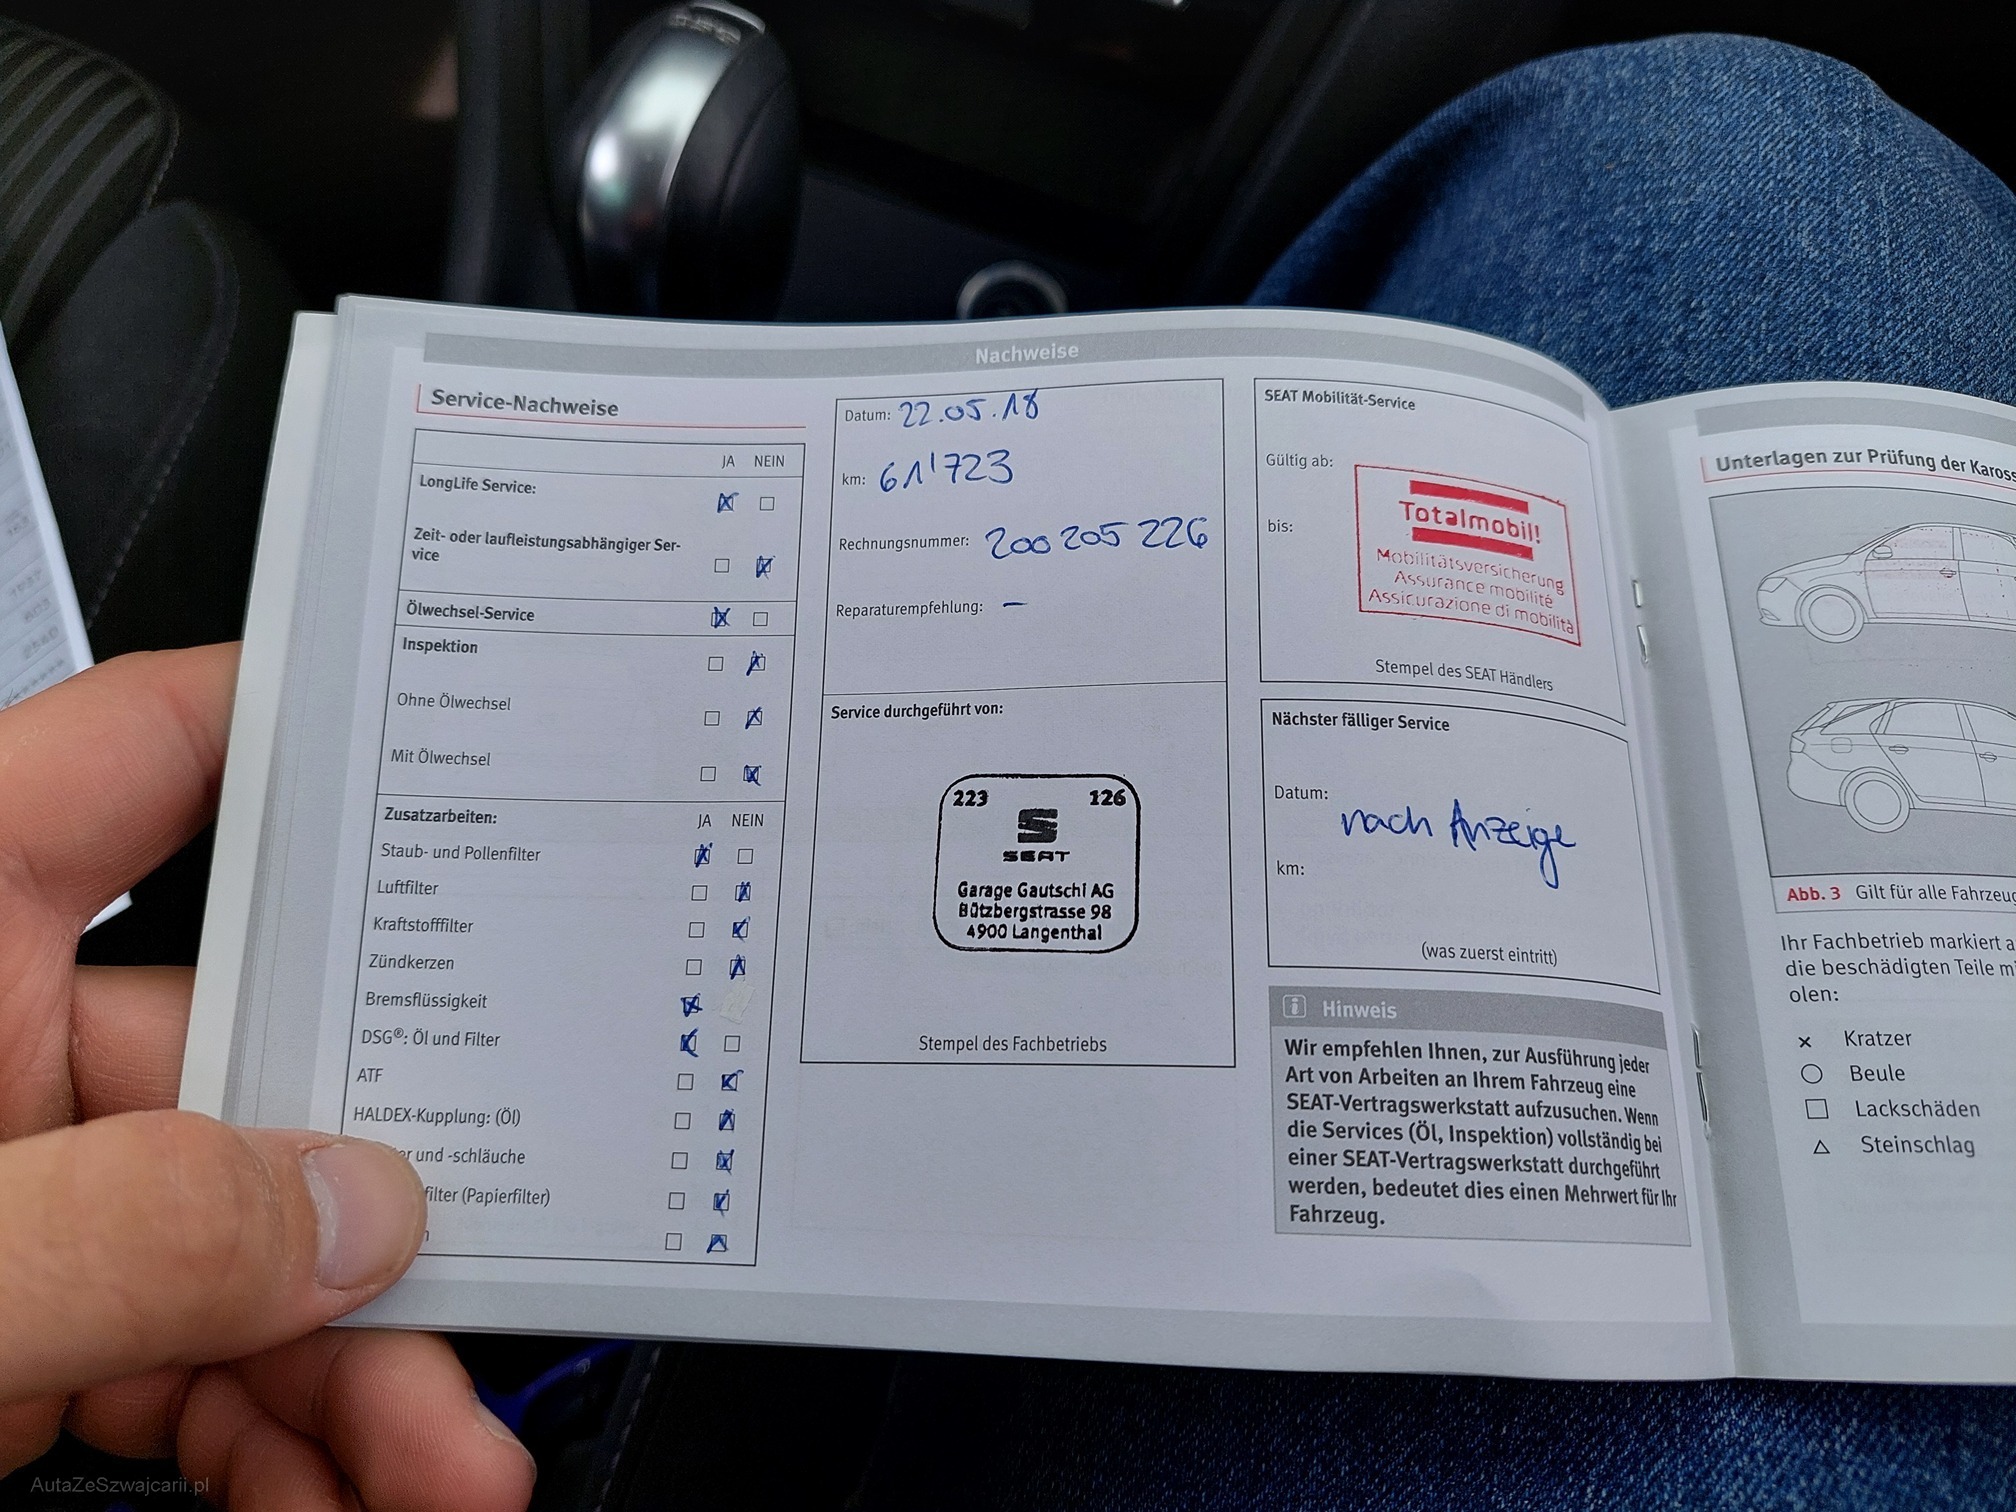 Nachweise
Service-Nachweise
JA NEIN
LongLife Service:
Zeit- oder laufleistungsabhängiger Ser-
vice
Ölwechsel-Service
Inspektion
Ohne Ölwechsel
Mit Ölwechsel
Zusatzarbeiten: JA NEIN
Staub- und Pollenfilter
Luftfilter
Kraftstofffilter
Zündkerzen
Bremsflüssigkeit
DSG®: Öl und Filter
ATF
HALDEX-Kupplung: (Öl)
und -schläuche
(Papierfilter)
Datum: 22.05.18
km: 61'723
Rechnungsnummer: 200 205 226
Reparaturempfehlung: –
Service durchgeführt von:
223 126
SEAT
Garage Gautschi AG
Bützbergstrasse 98
4900 Langenthal
Stempel des Fachbetriebs
SEAT Mobilität-Service
Gültig ab:
bis:
Totalmobil!
Mobilitätsversicherung
Assurance mobilité
Assicurazione di mobilità
Stempel des SEAT Händlers
Nächster fälliger Service
Datum:
nach Anzeige
km:
(was zuerst eintritt)
Hinweis
Wir empfehlen Ihnen, zur Ausführung jeder
Art von Arbeiten an Ihrem Fahrzeug eine
SEAT-Vertragswerkstatt aufzusuchen. Wenn
die Services (Öl, Inspektion) vollständig bei
einer SEAT-Vertragswerkstatt durchgeführt
werden, bedeutet dies einen Mehrwert für Ihr
Fahrzeug.
Unterlagen zur Prüfung der Kaross
Abb. 3 Gilt für alle Fahrzeug
Ihr Fachbetrieb markiert a
die beschädigten Teile mi
olen:
× Kratzer
○ Beule
□ Lackschäden
△ Steinschlag
AutaZeSzwajcarii.pl